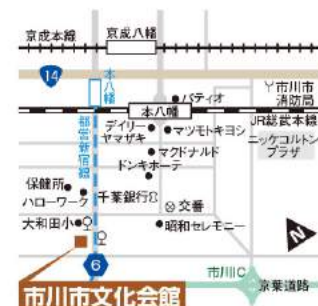 京成本線
京成八幡
14
本八幡
パティオ
市川市
消防局
本八幡
JR総武本線
都営新宿線
デイリー
ヤマザキ
マツモトキヨシ
ニッケコルトン
プラザ
マクドナルド
ドンキホーテ
保健所
ハローワーク
千葉銀行
交番
大和田小
昭和セレモニー
N
6
市川IC
京葉道路
市川市文化会館